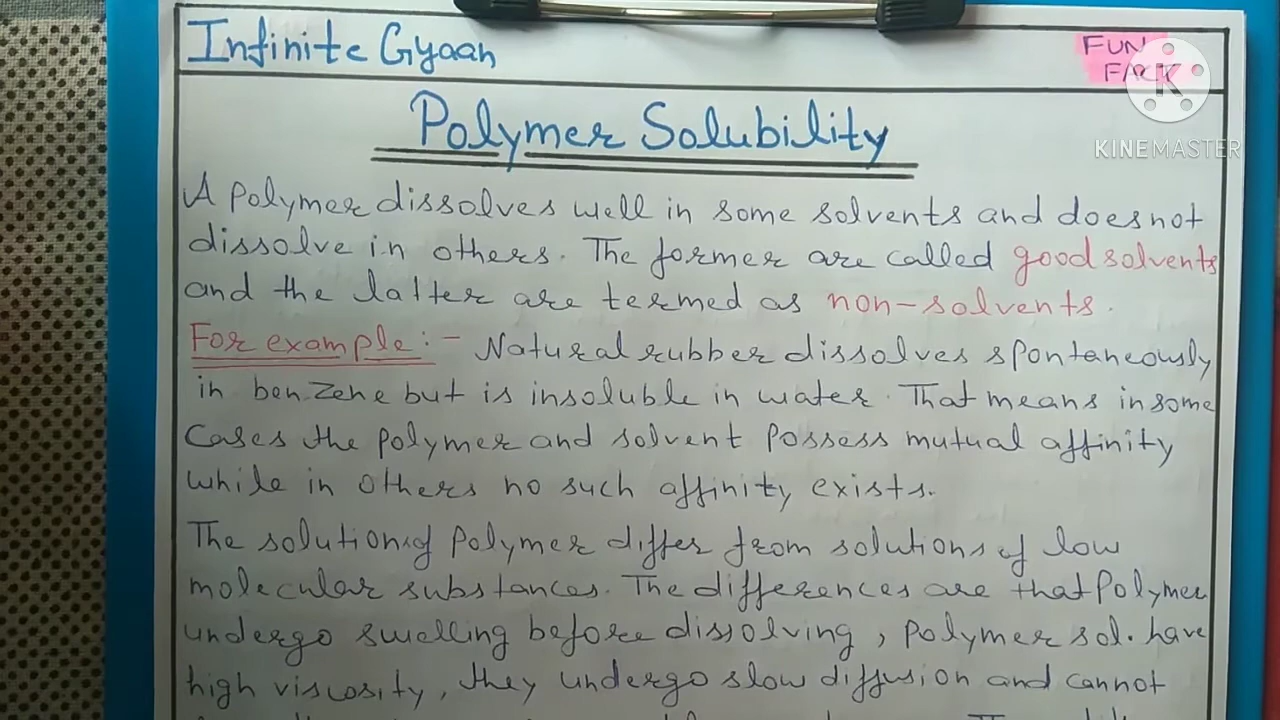 Infinite Gyaan
FUN
FACK
KINEMASTER
Polymer Solubility
A polymer dissolves well in some solvents and does not
dissolve in others. The former are called good solvents
and the latter are termed as non-solvents.
For example:- Natural rubber dissolves spontaneously
in benzene but is insoluble in water. That means in some
cases the polymer and solvent possess mutual affinity
while in others no such affinity exists.
The solutions of polymer differ from solutions of low
molecular substances. The differences are that polymer
undergo swelling before dissolving, polymer sol. have
high viscosity, they undergo slow diffusion and cannot